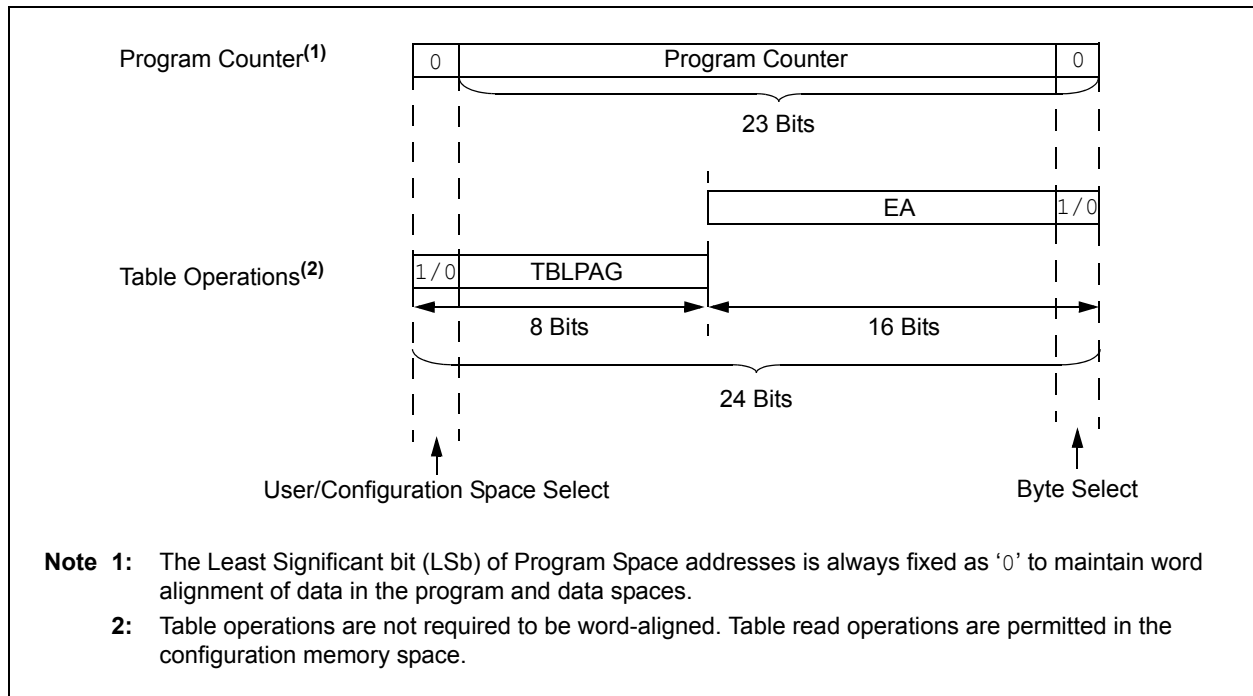 Program Counter(1)
0 Program Counter 0
23 Bits
EA 1/0
Table Operations(2)
1/0 TBLPAG
8 Bits 16 Bits
24 Bits
User/Configuration Space Select Byte Select
Note 1: The Least Significant bit (LSb) of Program Space addresses is always fixed as ‘0’ to maintain word
alignment of data in the program and data spaces.
2: Table operations are not required to be word-aligned. Table read operations are permitted in the
configuration memory space.